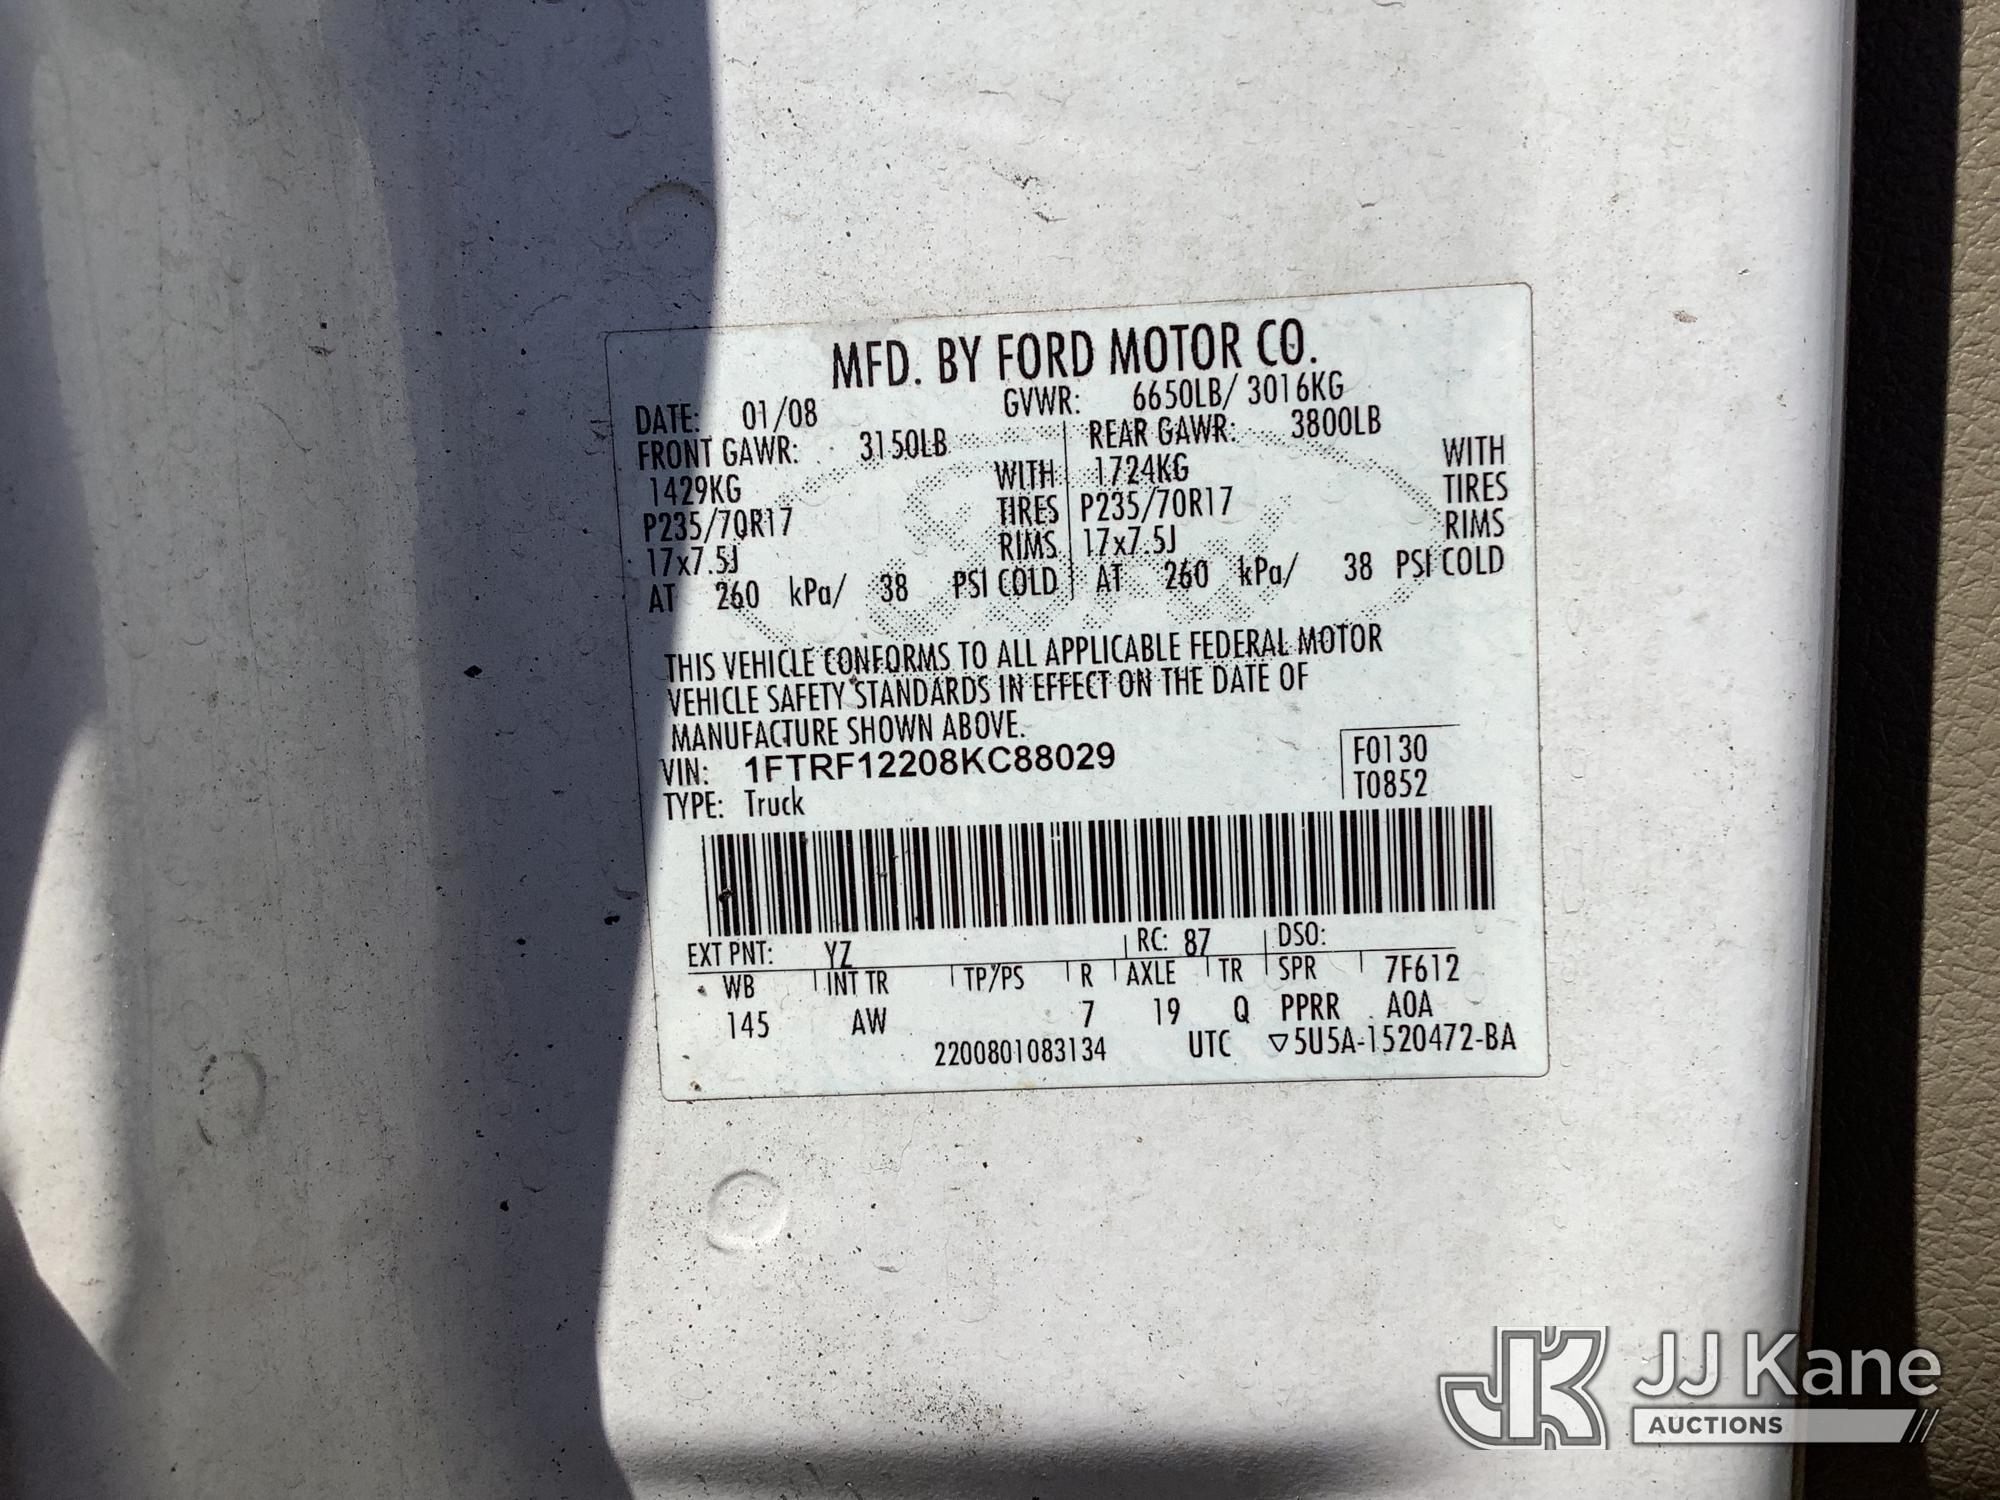 MFD. BY FORD MOTOR CO.
DATE: 01/08 GVWR: 6650LB/ 3016KG
FRONT GAWR: 3150LB REAR GAWR: 3800LB
1429KG WITH 1724KG WITH
P235/70R17 TIRES P235/70R17 TIRES
17x7.5J RIMS 17x7.5J RIMS
AT 260 kPa/ 38 PSI COLD AT 260 kPa/ 38 PSI COLD
THIS VEHICLE CONFORMS TO ALL APPLICABLE FEDERAL MOTOR
VEHICLE SAFETY STANDARDS IN EFFECT ON THE DATE OF
MANUFACTURE SHOWN ABOVE.
VIN: 1FTRF12208KC88029 F0130
TYPE: Truck T0852
EXT PNT: YZ RC: 87 DSO:
WB INT TR TP/PS R AXLE TR SPR 7F612
145 AW 7 19 Q PPRR A0A
2200801083134 UTC ▽5U5A-1520472-BA
JK JJ Kane
AUCTIONS